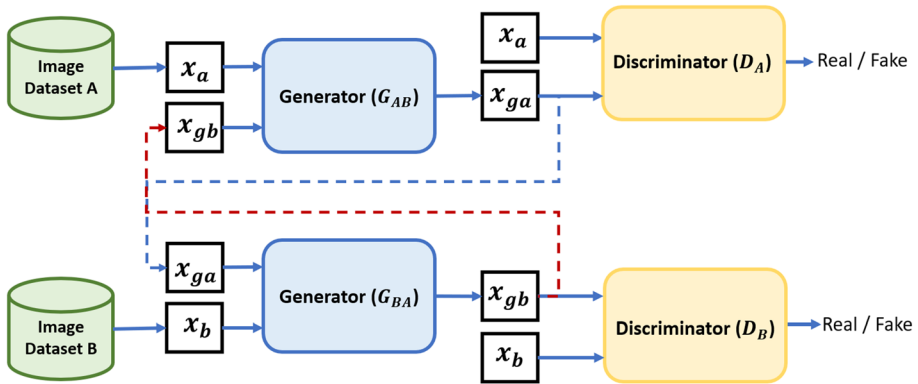 Image
Dataset A
x_a
x_gb
Generator (G_AB)
x_a
x_ga
Discriminator (D_A)
Real / Fake
Image
Dataset B
x_ga
x_b
Generator (G_BA)
x_gb
x_b
Discriminator (D_B)
Real / Fake